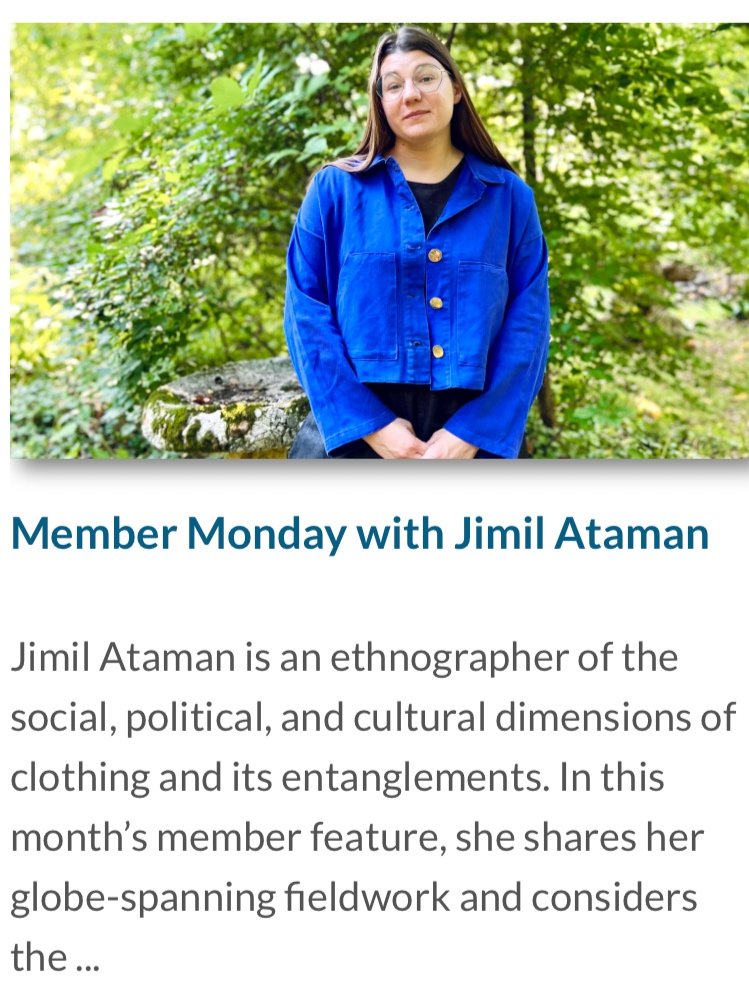 Member Monday with Jimil Ataman
Jimil Ataman is an ethnographer of the
social, political, and cultural dimensions of
clothing and its entanglements. In this
month’s member feature, she shares her
globe-spanning fieldwork and considers
the ...